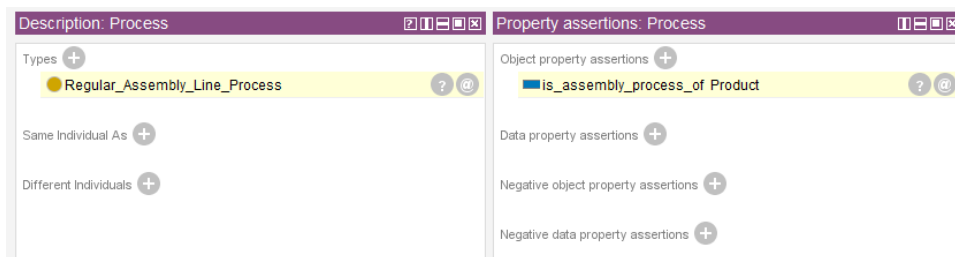 Description: Process
Types
Regular_Assembly_Line_Process
Same Individual As
Different Individuals
Property assertions: Process
Object property assertions
is_assembly_process_of Product
Data property assertions
Negative object property assertions
Negative data property assertions